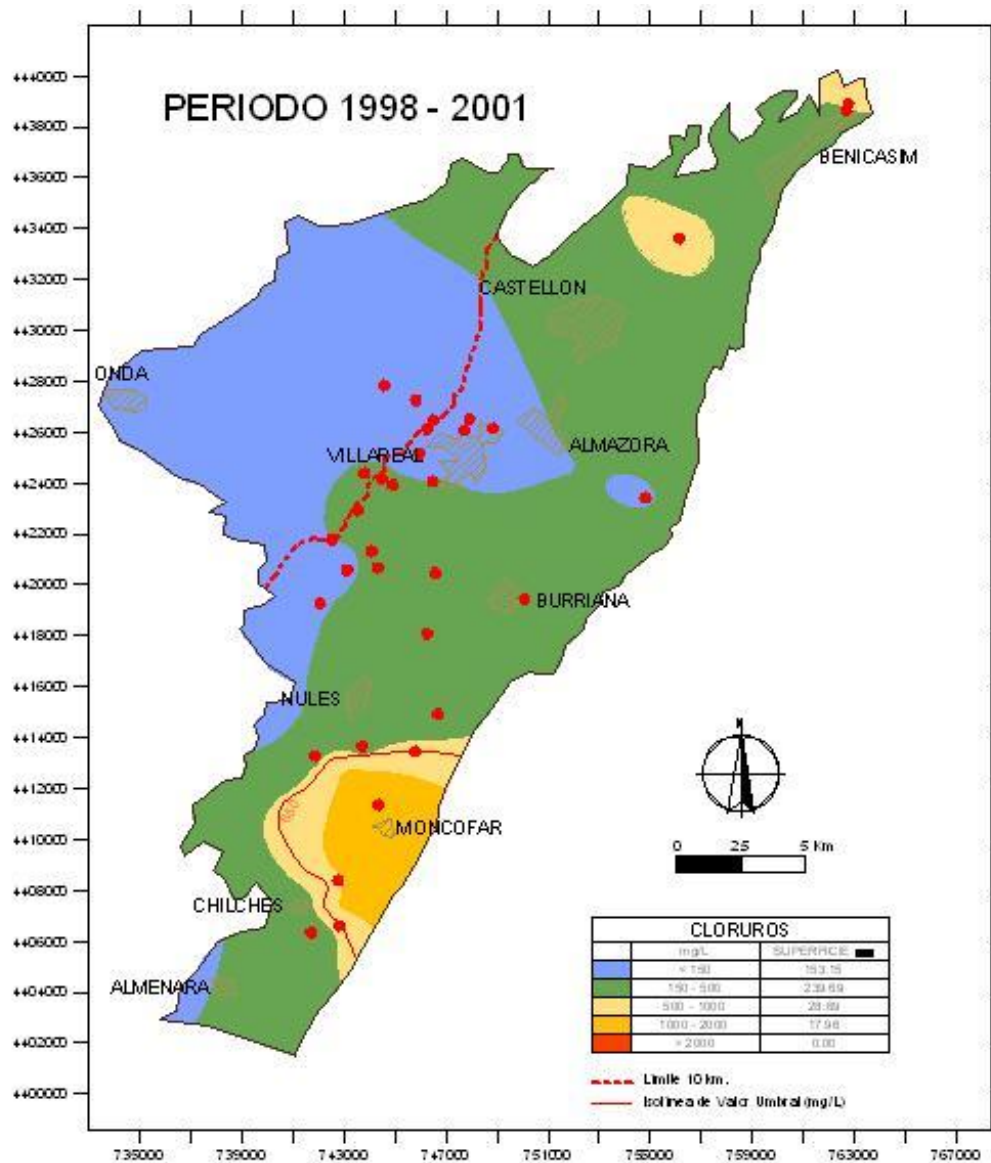 PERIODO 1998 - 2001
4440000
4438000
4436000
4434000
4432000
4430000
4428000
4426000
4424000
4422000
4420000
4418000
4416000
4414000
4412000
4410000
4408000
4406000
4404000
4402000
4400000
BENICASIM
CASTELLON
ONDA
ALMAZORA
VILLAREAL
BURRIANA
NULES
MONCOFAR
CHILCHES
ALMENARA
N
0 2.5 5 Km
CLORUROS
mg/L SUPERFICIE
< 150 153.15
150 - 500 239.69
500 - 1000 28.89
1000 - 2000 17.96
> 2000 0.00
Limite 10 km.
Isolinea de Valor Umbral (mg/L)
735000 739000 743000 747000 751000 755000 759000 763000 767000